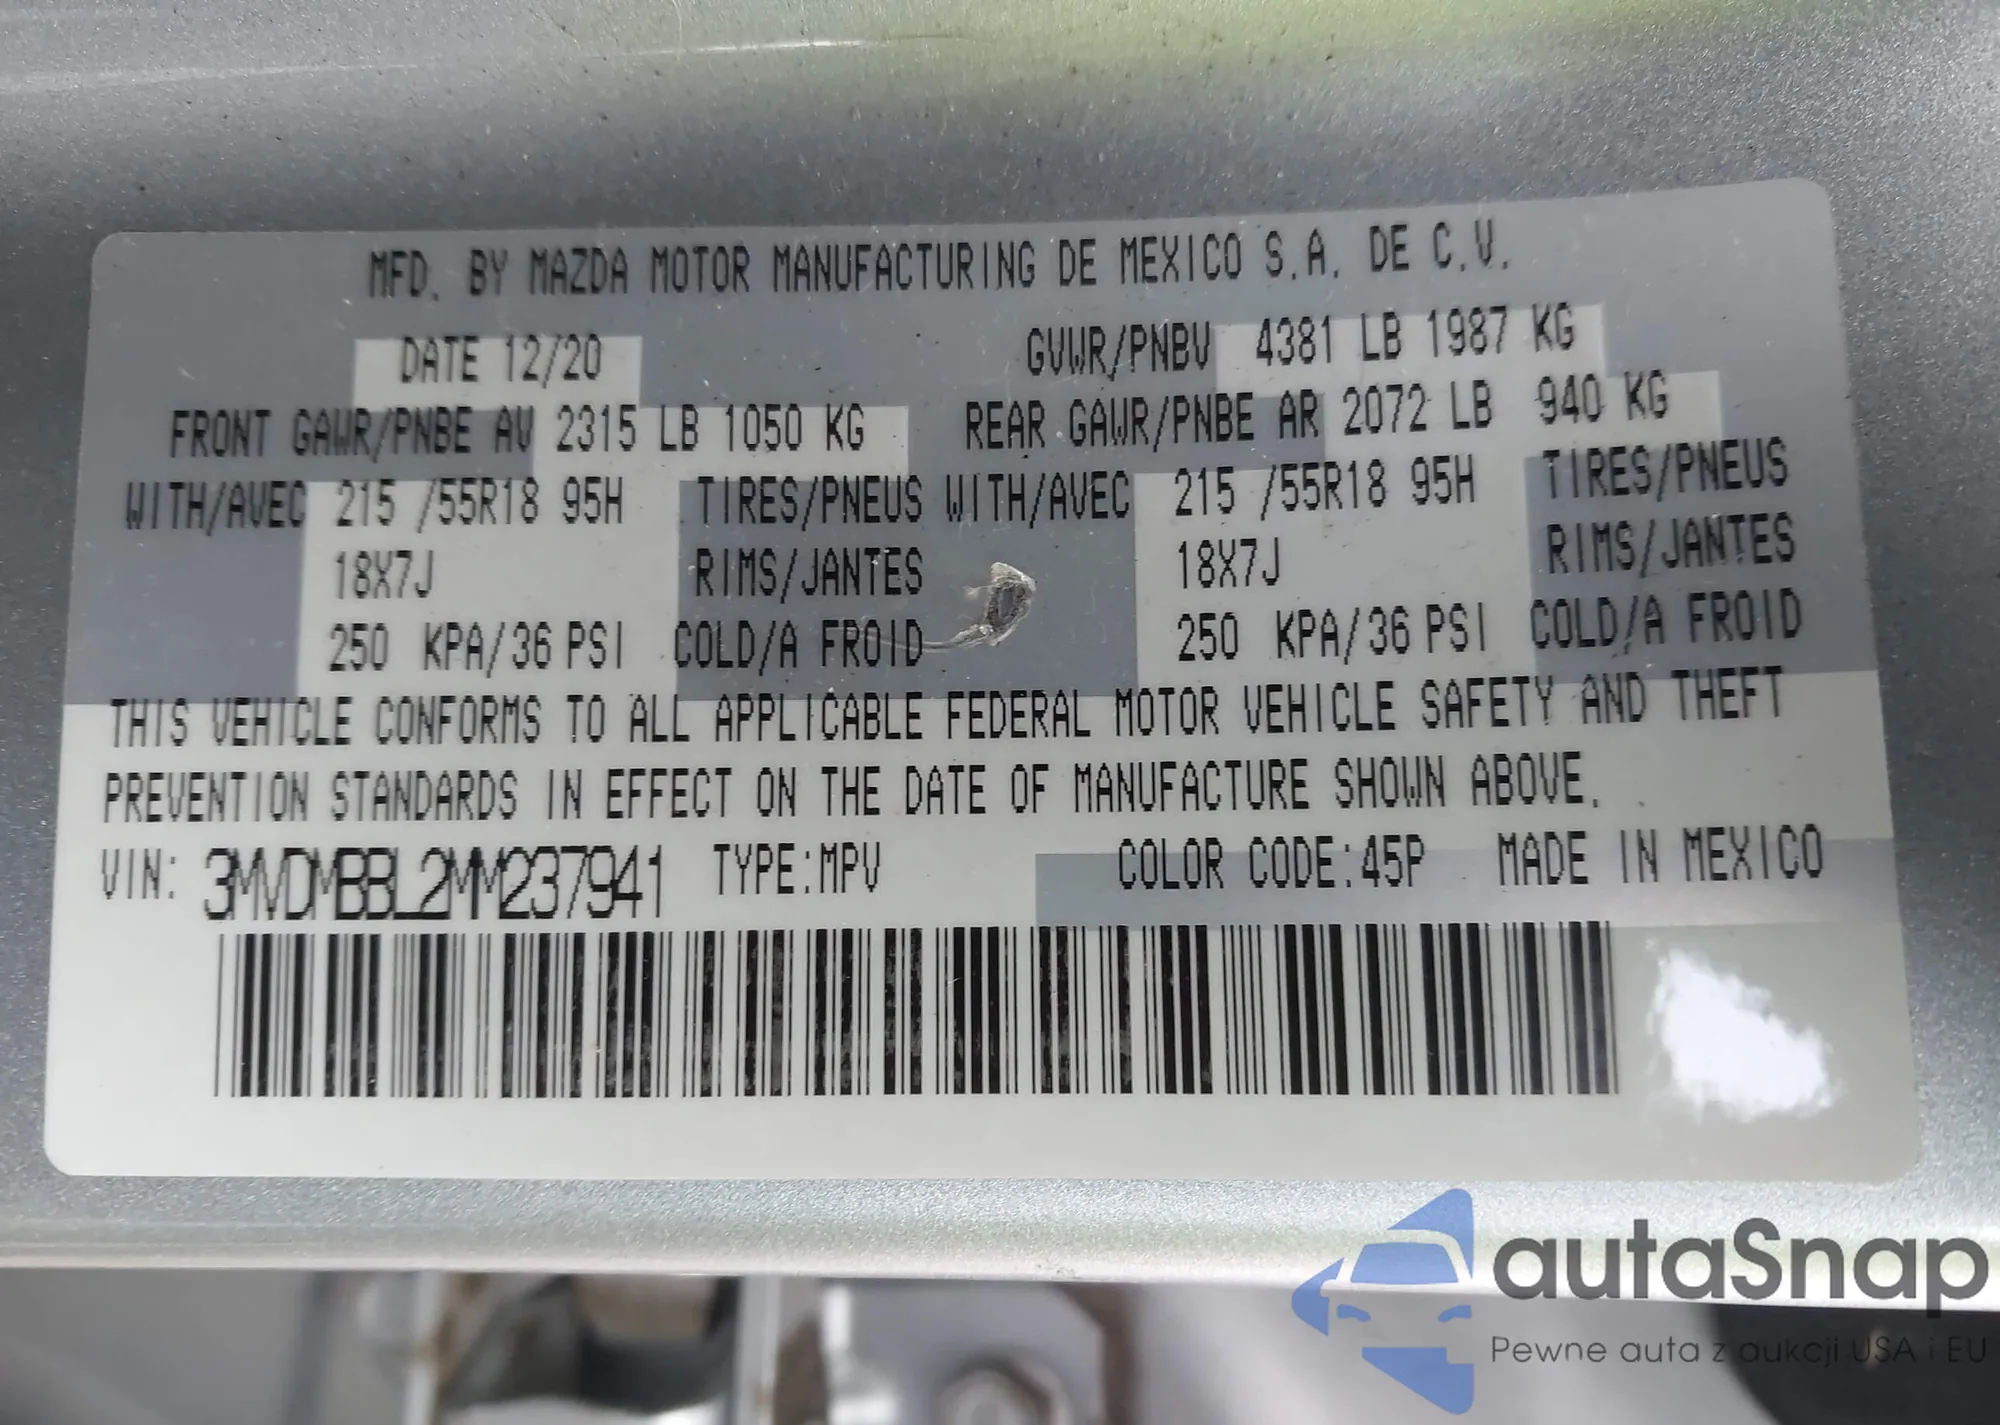 MFD. BY MAZDA MOTOR MANUFACTURING DE MEXICO S.A. DE C.V.
DATE 12/20 GVWR/PNBV 4381 LB 1987 KG
FRONT GAWR/PNBE AV 2315 LB 1050 KG REAR GAWR/PNBE AR 2072 LB 940 KG
WITH/AVEC 215 /55R18 95H TIRES/PNEUS WITH/AVEC 215 /55R18 95H TIRES/PNEUS
18X7J RIMS/JANTES 18X7J RIMS/JANTES
250 KPA/36 PSI COLD/A FROID 250 KPA/36 PSI COLD/A FROID
THIS VEHICLE CONFORMS TO ALL APPLICABLE FEDERAL MOTOR VEHICLE SAFETY AND THEFT
PREVENTION STANDARDS IN EFFECT ON THE DATE OF MANUFACTURE SHOWN ABOVE.
VIN: 3MVDMBBL2MM237941 TYPE:MPV COLOR CODE:45P MADE IN MEXICO
autaSnap
Pewne auta z aukcji USA i EU